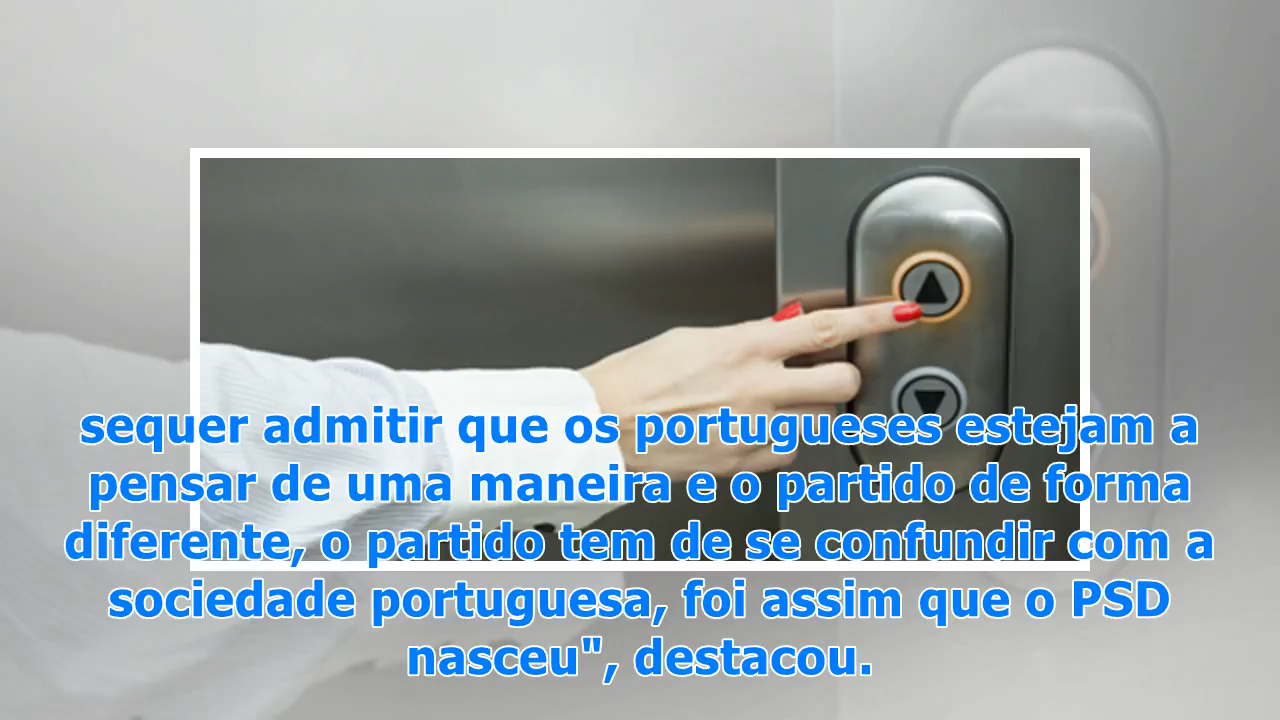 sequer admitir que os portugueses estejam a
pensar de uma maneira e o partido de forma
diferente, o partido tem de se confundir com a
sociedade portuguesa, foi assim que o PSD
nasceu", destacou.